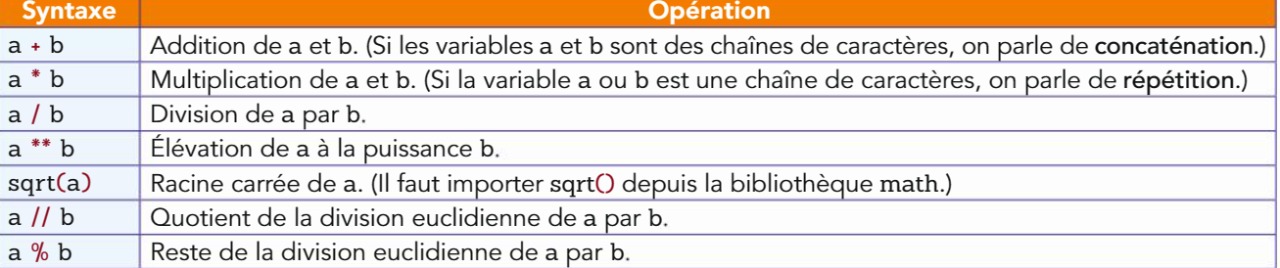 Syntaxe Opération
a + b Addition de a et b. (Si les variables a et b sont des chaînes de caractères, on parle de concaténation.)
a * b Multiplication de a et b. (Si la variable a ou b est une chaîne de caractères, on parle de répétition.)
a / b Division de a par b.
a ** b Élévation de a à la puissance b.
sqrt(a) Racine carrée de a. (Il faut importer sqrt() depuis la bibliothèque math.)
a // b Quotient de la division euclidienne de a par b.
a % b Reste de la division euclidienne de a par b.